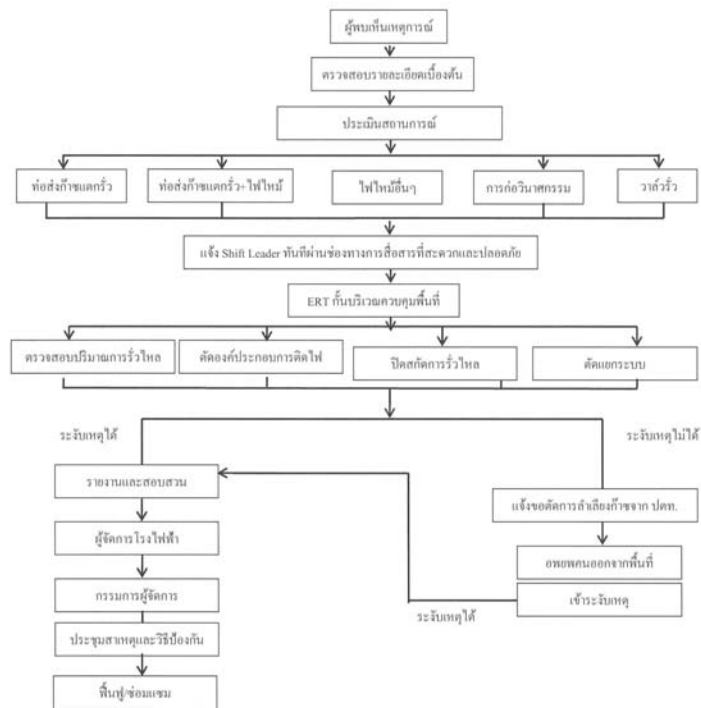 ผู้พบเห็นเหตุการณ์
ตรวจสอบรายละเอียดเบื้องต้น
ประเมินสถานการณ์
ท่อส่งก๊าซแตกรั่ว
ท่อส่งก๊าซแตกรั่ว+ไฟไหม้
ไฟไหม้อื่นๆ
การก่อวินาศกรรม
วาล์วรั่ว
แจ้ง Shift Leader ทันทีผ่านช่องทางการสื่อสารที่สะดวกและปลอดภัย
ERT กั้นบริเวณควบคุมพื้นที่
ตรวจสอบปริมาณการรั่วไหล
ตัดองค์ประกอบการติดไฟ
ปิดสกัดการรั่วไหล
ตัดแยกระบบ
ระงับเหตุได้
ระงับเหตุไม่ได้
รายงานและสอบสวน
แจ้งขอตัดการลำเลียงก๊าซจาก ปตท.
ผู้จัดการโรงไฟฟ้า
อพยพคนออกจากพื้นที่
กรรมการผู้จัดการ
เข้าระงับเหตุ
ระงับเหตุได้
ประชุมสาเหตุและวิธีป้องกัน
ฟื้นฟู/ซ่อมแซม